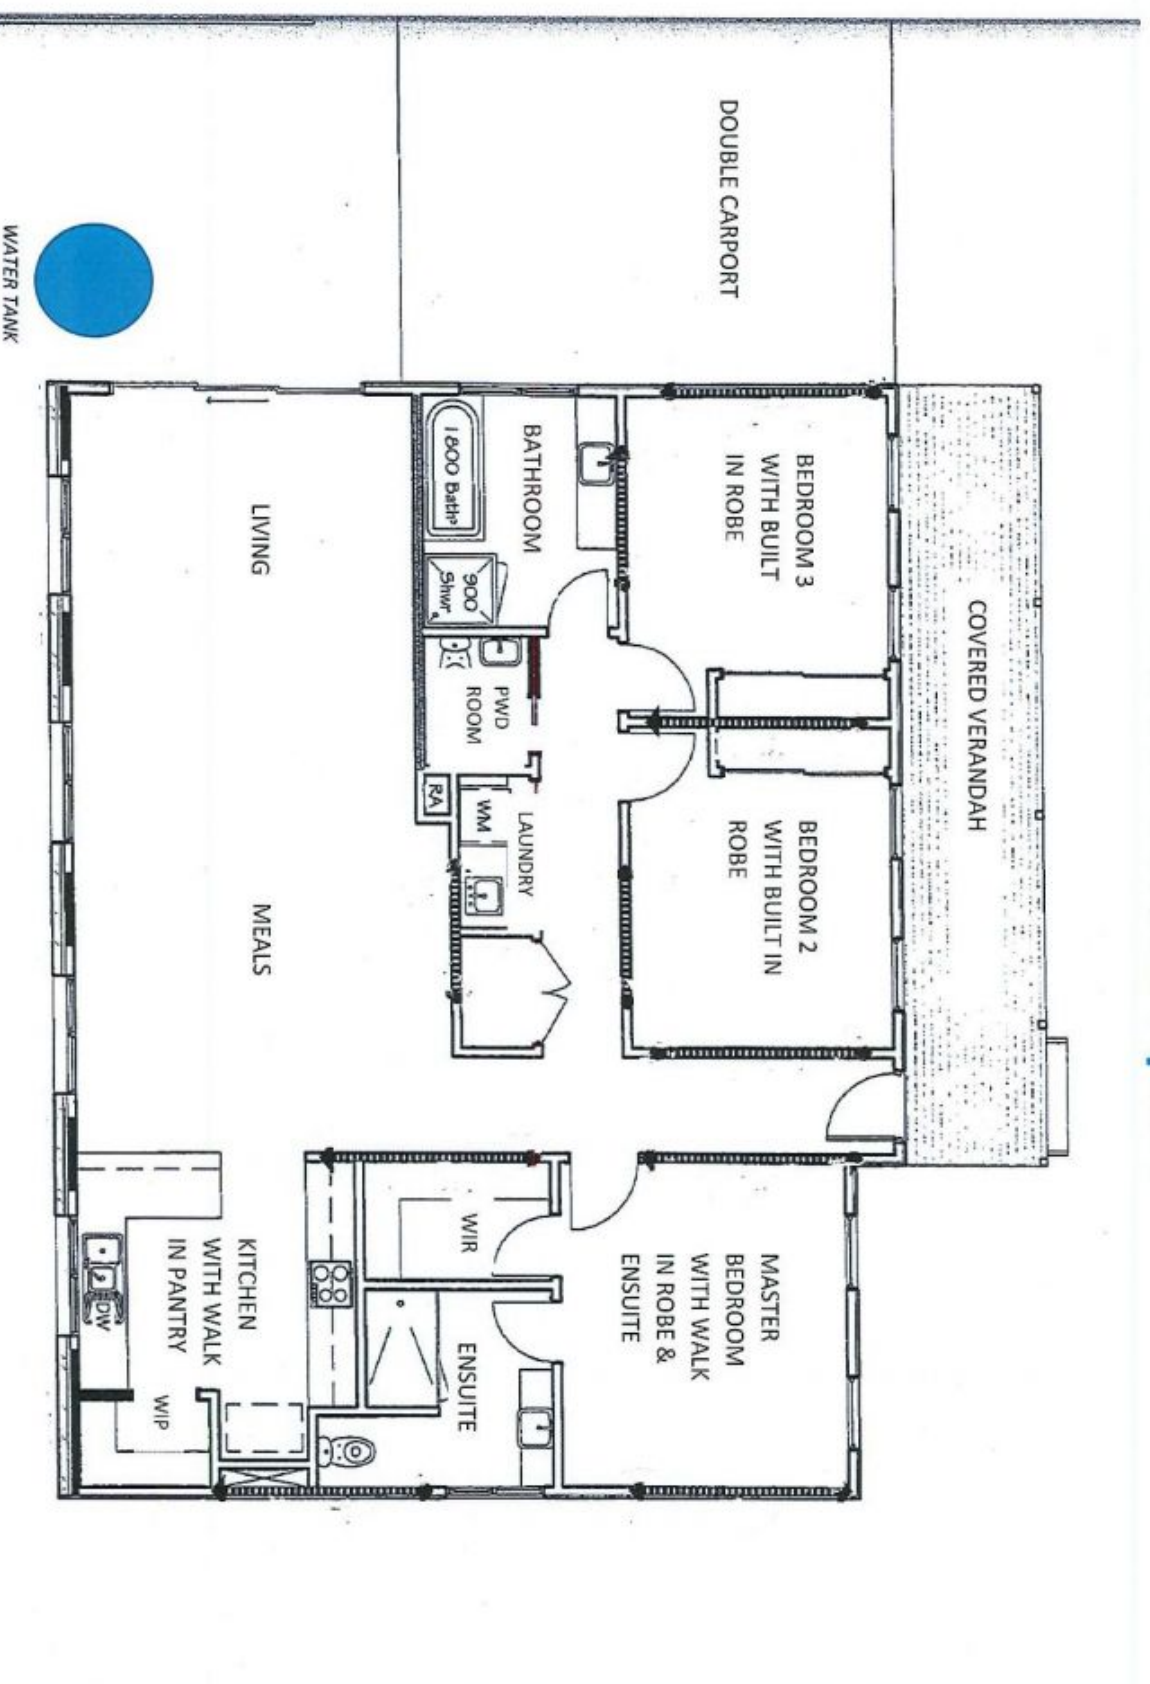 DOUBLE CARPORT
WATER TANK
COVERED VERANDAH
BEDROOM 3
WITH BUILT
IN ROBE
BEDROOM 2
WITH BUILT IN
ROBE
BATHROOM
1800 Bath
900
Shwr
PWD
ROOM
RA
WM
LAUNDRY
LIVING
MEALS
MASTER
BEDROOM
WITH WALK
IN ROBE &
ENSUITE
WIR
ENSUITE
KITCHEN
WITH WALK
IN PANTRY
DW
WIP